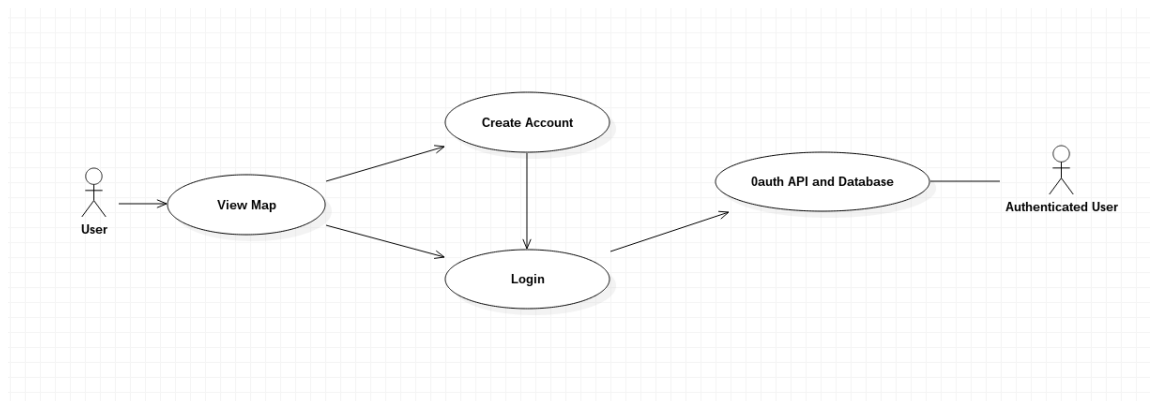 Create Account
0auth API and Database
View Map
User
Authenticated User
Login